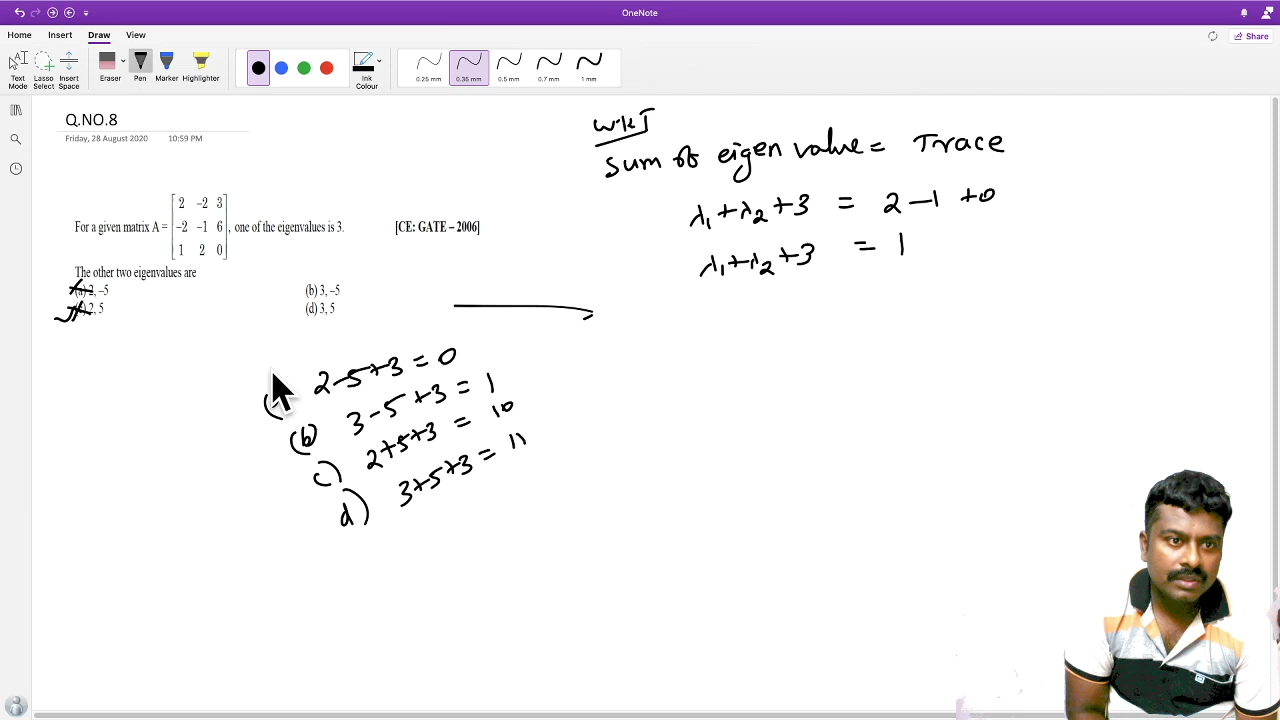 OneNote
Home Insert Draw View
Share
Text Mode
Lasso Select
Insert Space
Eraser
Pen
Marker
Highlighter
Ink Colour
0.25 mm 0.35 mm 0.5 mm 0.7 mm 1 mm
Q.NO.8
Friday, 28 August 2020 10:59 PM
For a given matrix A = [2 –2 3
–2 –1 6
1 2 0], one of the eigenvalues is 3. [CE: GATE – 2006]
The other two eigenvalues are
(a) 2, –5 (b) 3, –5
2, 5 (d) 3, 5
2-5+3 = 0
(b) 3-5+3 = 1
c) 2+5+3 = 10
d) 3+5+3 = 11
W·k·T
Sum of eigen value = Trace
λ1+λ2+3 = 2-1+0
λ1+λ2+3 = 1